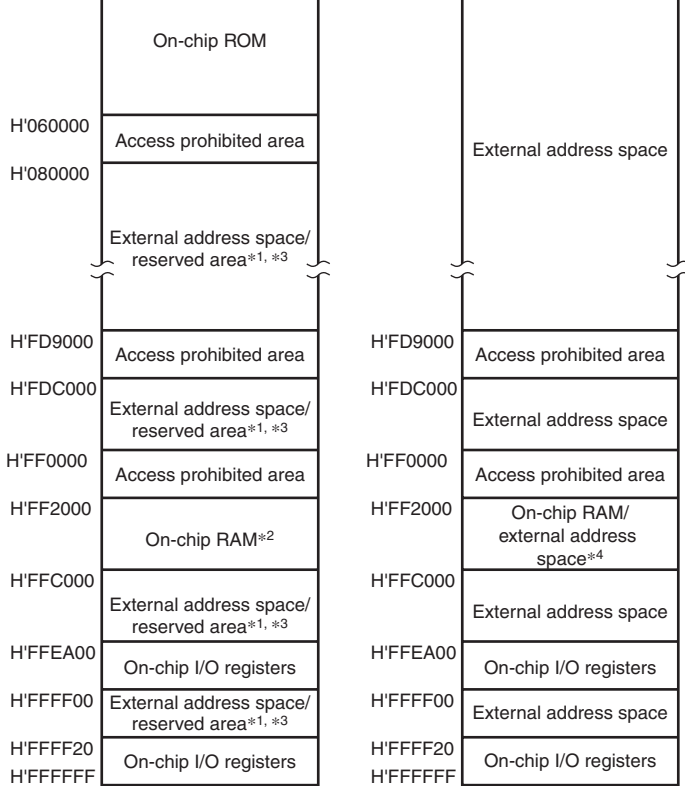 On-chip ROM
H'060000
Access prohibited area
H'080000
External address space/
reserved area*1, *3
H'FD9000
Access prohibited area
H'FDC000
External address space/
reserved area*1, *3
H'FF0000
Access prohibited area
H'FF2000
On-chip RAM*2
H'FFC000
External address space/
reserved area*1, *3
H'FFEA00
On-chip I/O registers
H'FFFF00
External address space/
reserved area*1, *3
H'FFFF20
On-chip I/O registers
H'FFFFFF
External address space
H'FD9000
Access prohibited area
H'FDC000
External address space
H'FF0000
Access prohibited area
H'FF2000
On-chip RAM/
external address
space*4
H'FFC000
External address space
H'FFEA00
On-chip I/O registers
H'FFFF00
External address space
H'FFFF20
On-chip I/O registers
H'FFFFFF